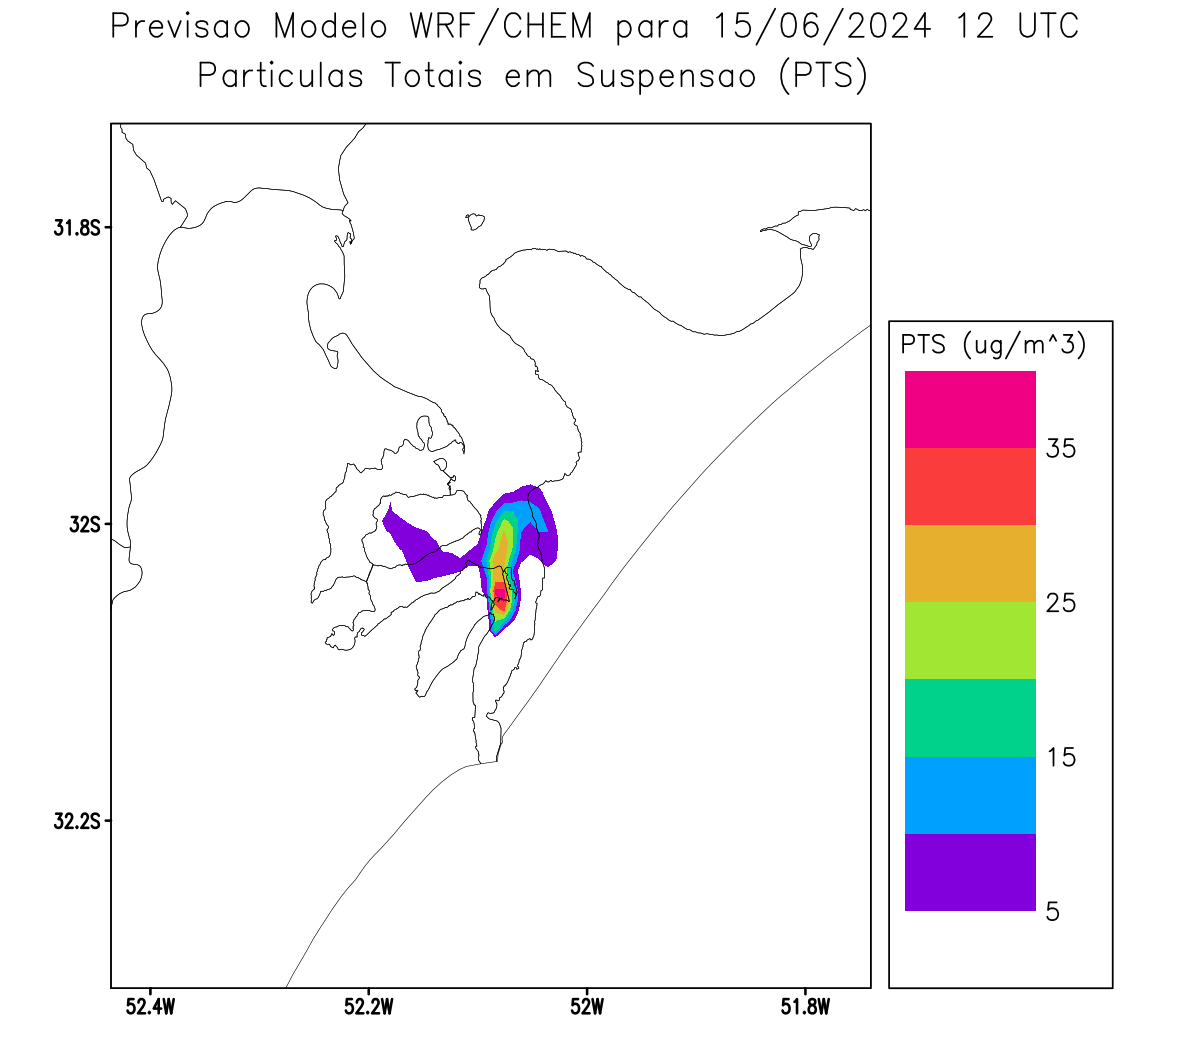 Previsao Modelo WRF/CHEM para 15/06/2024 12 UTC
Particulas Totais em Suspensao (PTS)
31.8S
32S
32.2S
52.4W
52.2W
52W
51.8W
PTS (ug/m^3)
35
25
15
5